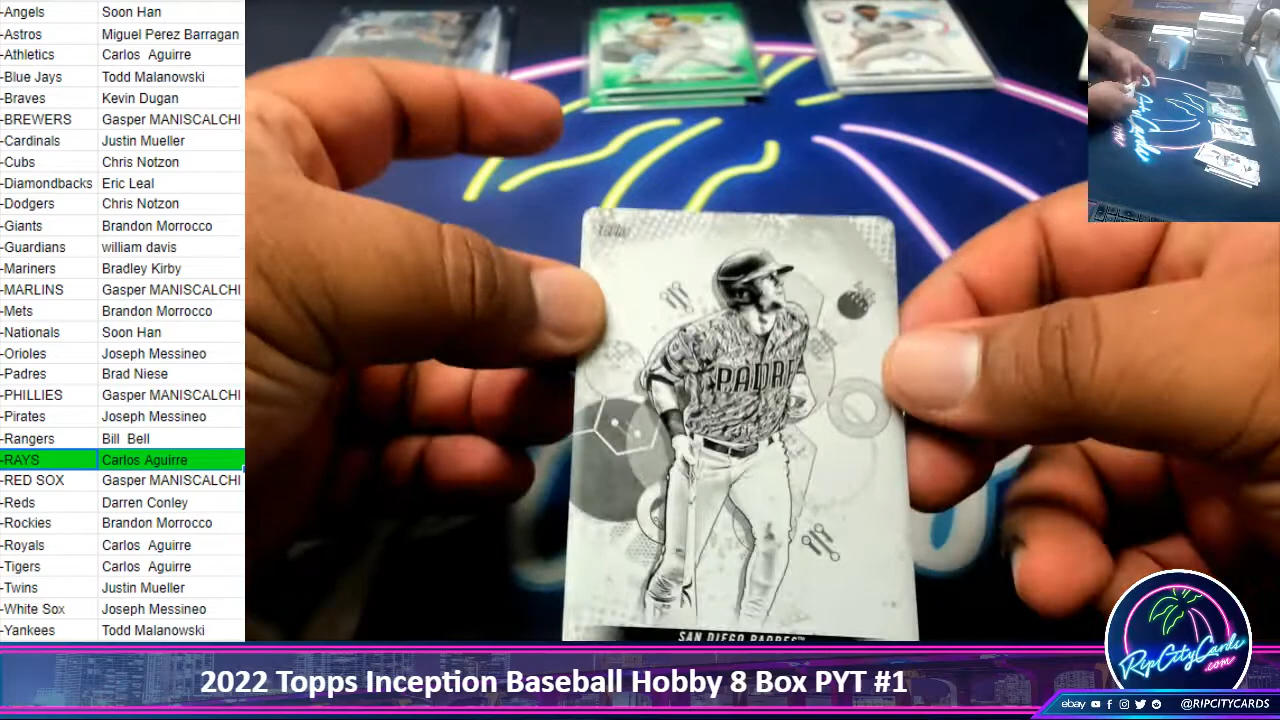 -Angels Soon Han
-Astros Miguel Perez Barragan
-Athletics Carlos Aguirre
-Blue Jays Todd Malanowski
-Braves Kevin Dugan
-BREWERS Gasper MANISCALCHI
-Cardinals Justin Mueller
-Cubs Chris Notzon
-Diamondbacks Eric Leal
-Dodgers Chris Notzon
-Giants Brandon Morrocco
-Guardians william davis
-Mariners Bradley Kirby
-MARLINS Gasper MANISCALCHI
-Mets Brandon Morrocco
-Nationals Soon Han
-Orioles Joseph Messineo
-Padres Brad Niese
-PHILLIES Gasper MANISCALCHI
-Pirates Joseph Messineo
-Rangers Bill Bell
-RAYS Carlos Aguirre
-RED SOX Gasper MANISCALCHI
-Reds Darren Conley
-Rockies Brandon Morrocco
-Royals Carlos Aguirre
-Tigers Carlos Aguirre
-Twins Justin Mueller
-White Sox Joseph Messineo
-Yankees Todd Malanowski
PADRE
SAN DIEGO PADRES™
RipCityCards
.com
2022 Topps Inception Baseball Hobby 8 Box PYT #1
ebay @RIPCITYCARDS